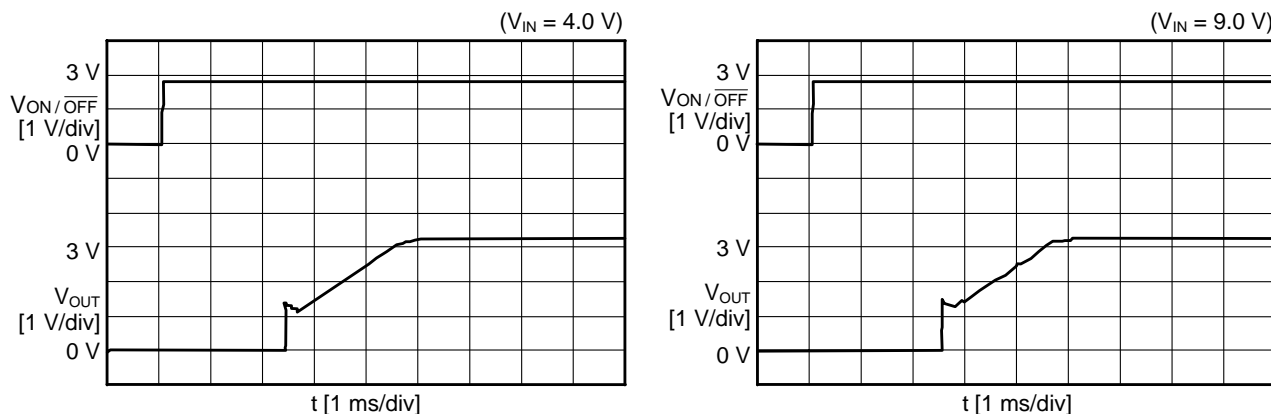 (VIN = 4.0 V)
3 V
VON/OFF
[1 V/div]
0 V
3 V
VOUT
[1 V/div]
0 V
t [1 ms/div]
(VIN = 9.0 V)
3 V
VON/OFF
[1 V/div]
0 V
3 V
VOUT
[1 V/div]
0 V
t [1 ms/div]